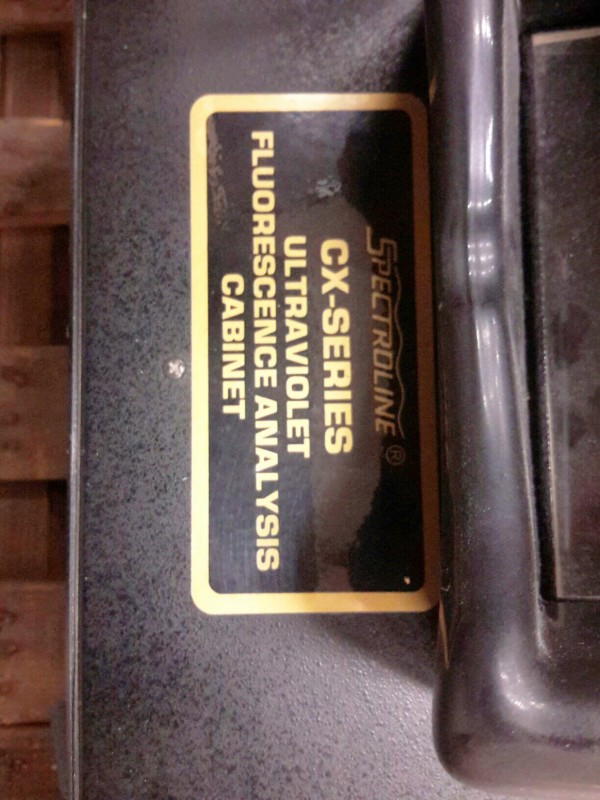 SPECTROLINE®
CX-SERIES
ULTRAVIOLET
FLUORESCENCE ANALYSIS
CABINET